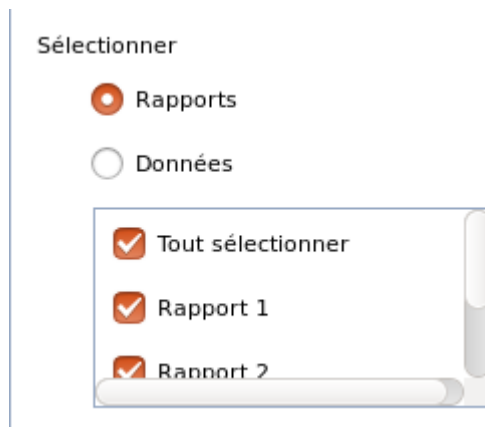 Sélectionner
Rapports
Données
Tout sélectionner
Rapport 1
Rapport 2